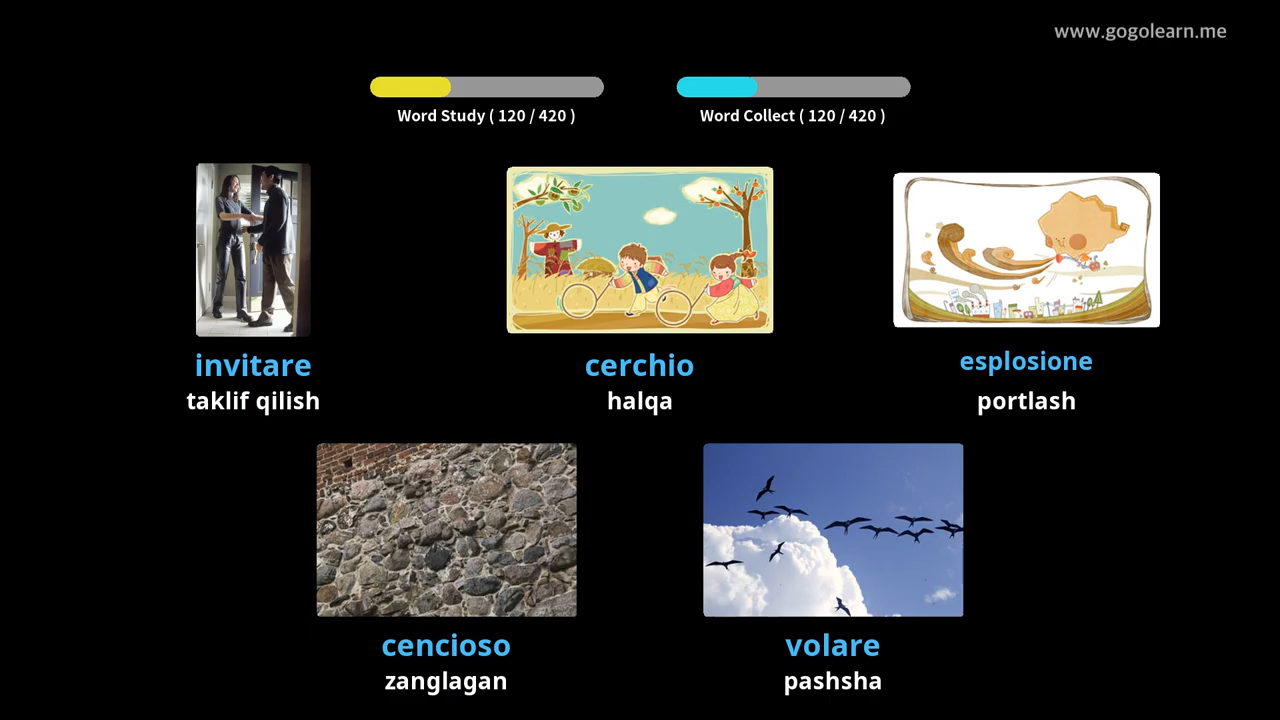 www.gogolearn.me
Word Study ( 120 / 420 )
Word Collect ( 120 / 420 )
invitare
taklif qilish
cerchio
halqa
esplosione
portlash
cencioso
zanglagan
volare
pashsha